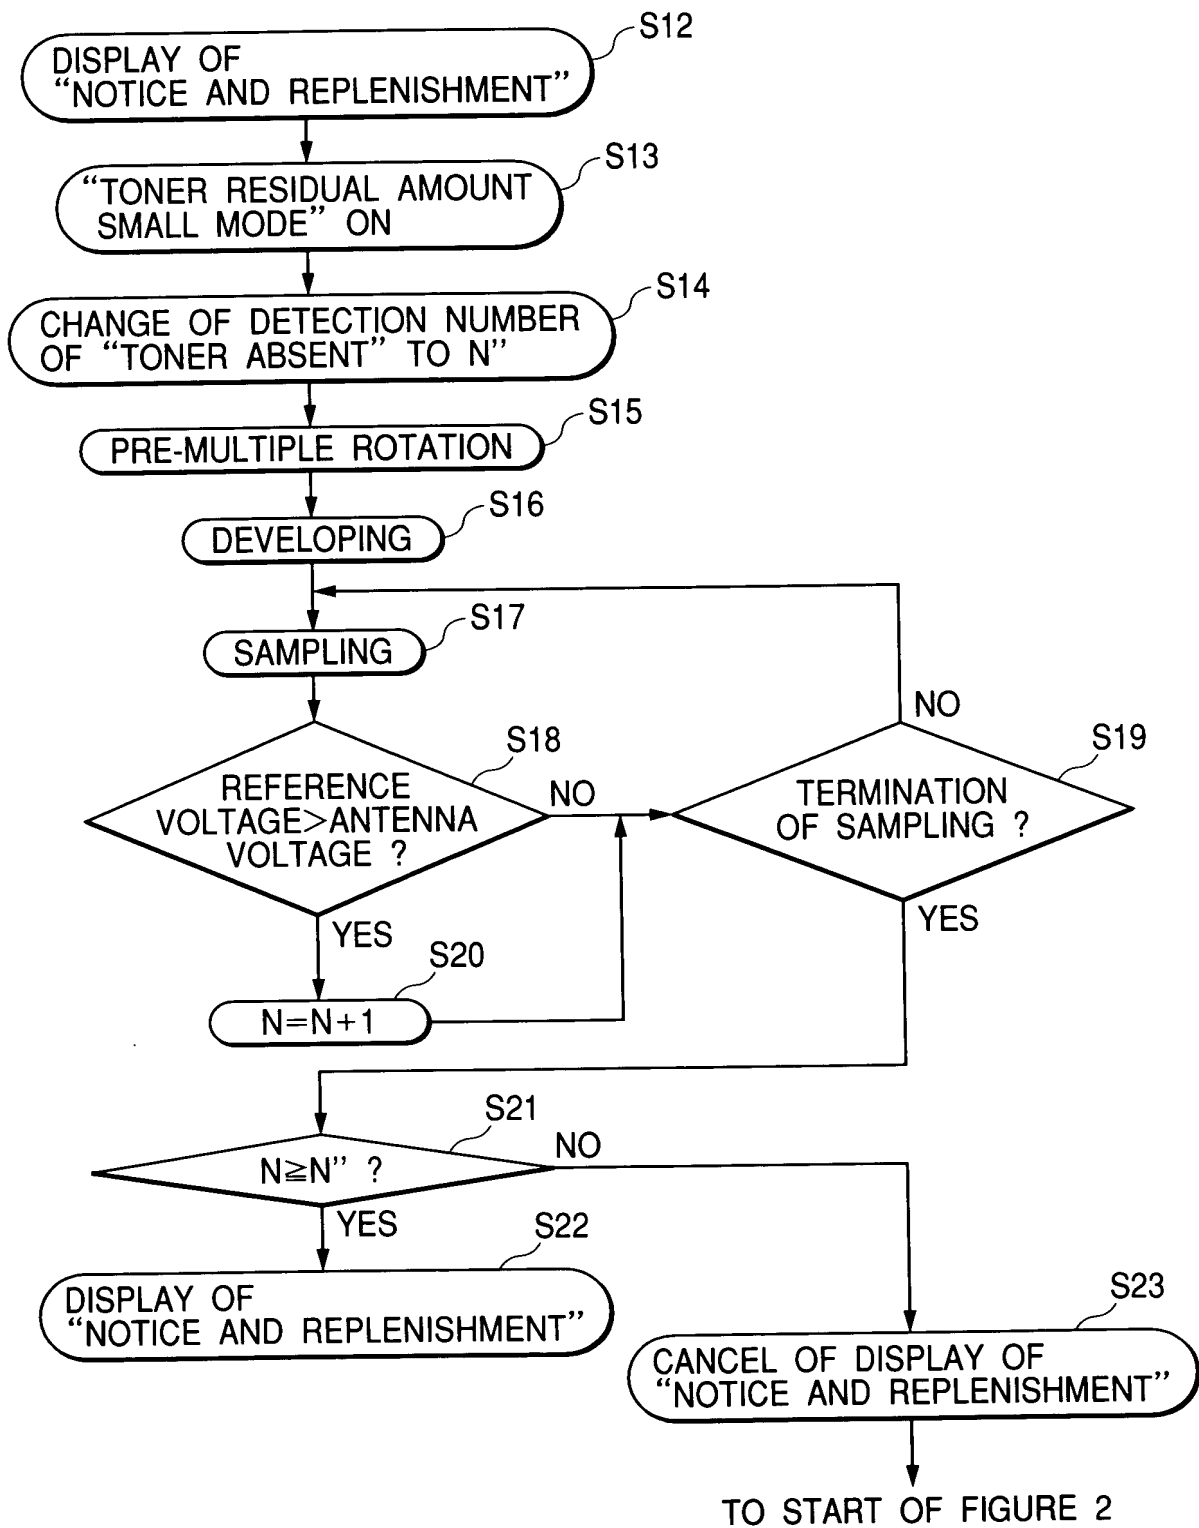 S12
DISPLAY OF
“NOTICE AND REPLENISHMENT”
S13
“TONER RESIDUAL AMOUNT
SMALL MODE” ON
S14
CHANGE OF DETECTION NUMBER
OF “TONER ABSENT” TO N”
S15
PRE-MULTIPLE ROTATION
S16
DEVELOPING
S17
SAMPLING
S18
REFERENCE
VOLTAGE>ANTENNA
VOLTAGE ?
NO
YES
S19
TERMINATION
OF SAMPLING ?
NO
YES
S20
N=N+1
S21
N≧N” ?
NO
YES
S22
DISPLAY OF
“NOTICE AND REPLENISHMENT”
S23
CANCEL OF DISPLAY OF
“NOTICE AND REPLENISHMENT”
TO START OF FIGURE 2